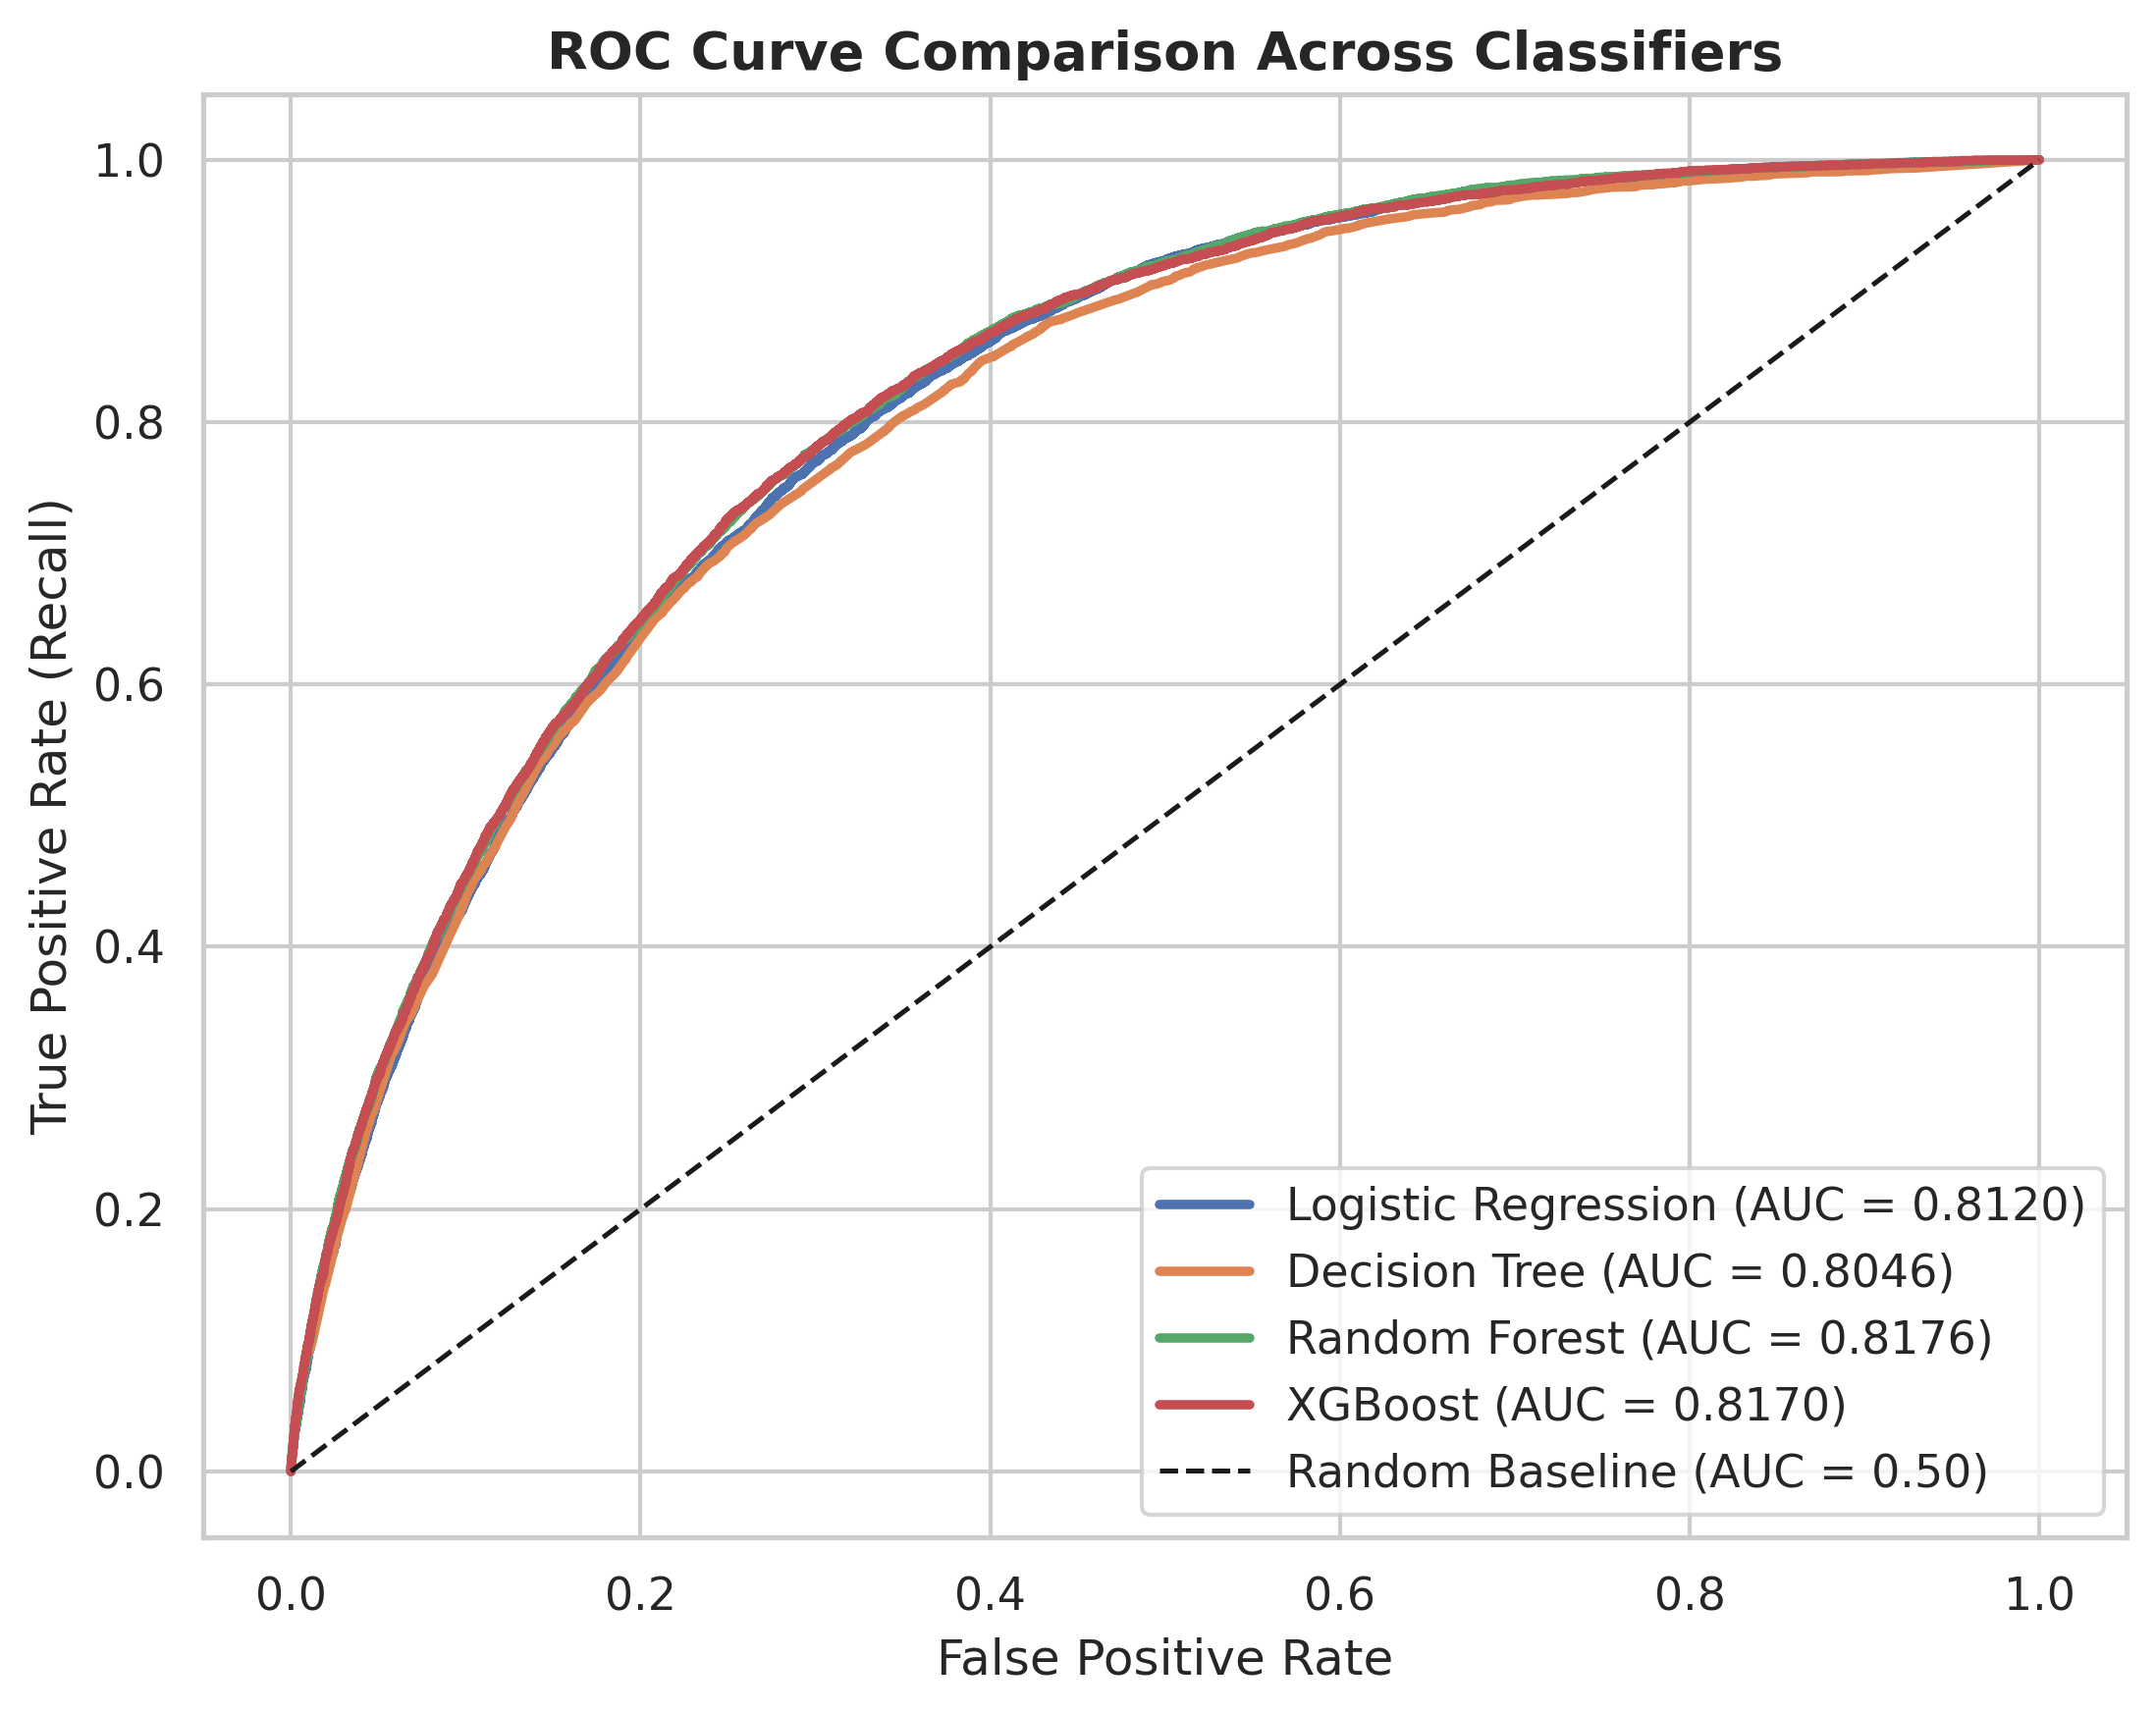 ROC Curve Comparison Across Classifiers
True Positive Rate (Recall)
1.0
0.8
0.6
0.4
0.2
0.0
0.0 0.2 0.4 0.6 0.8 1.0
False Positive Rate
Logistic Regression (AUC = 0.8120)
Decision Tree (AUC = 0.8046)
Random Forest (AUC = 0.8176)
XGBoost (AUC = 0.8170)
Random Baseline (AUC = 0.50)